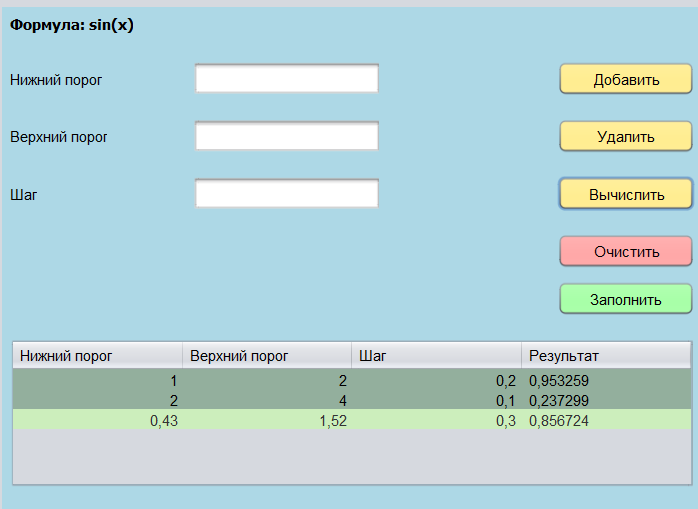 Формула: sin(x)
Нижний порог
Добавить
Верхний порог
Удалить
Шаг
Вычислить
Очистить
Заполнить
Нижний порог Верхний порог Шаг Результат
1 2 0,2 0,953259
2 4 0,1 0,237299
0,43 1,52 0,3 0,856724